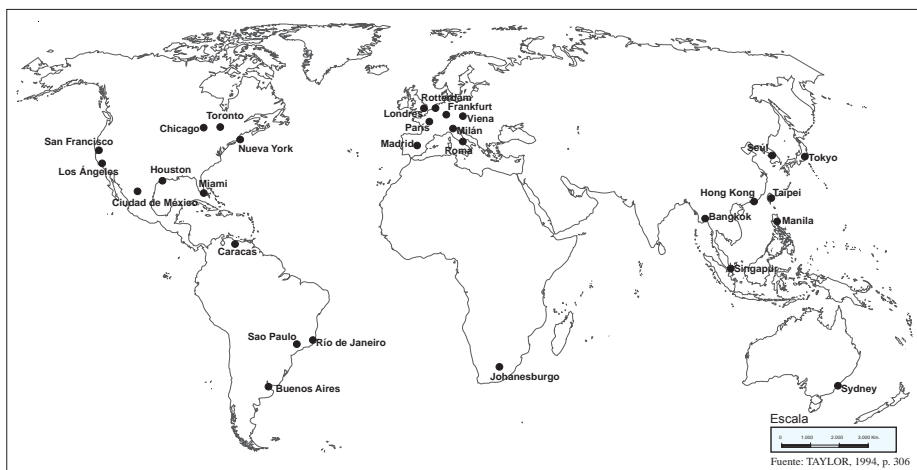 Toronto
Chicago
Nueva York
San Francisco
Los Ángeles
Houston
Miami
Ciudad de México
Caracas
Sao Paulo
Río de Janeiro
Buenos Aires
Rotterdam
Londres
Frankfurt
Viena
París
Milán
Madrid
Roma
Johanesburgo
Seúl
Tokyo
Hong Kong
Taipei
Bangkok
Manila
Singapur
Sydney
Escala
0 1.000 2.000 3.000 Km.
Fuente: TAYLOR, 1994, p. 306